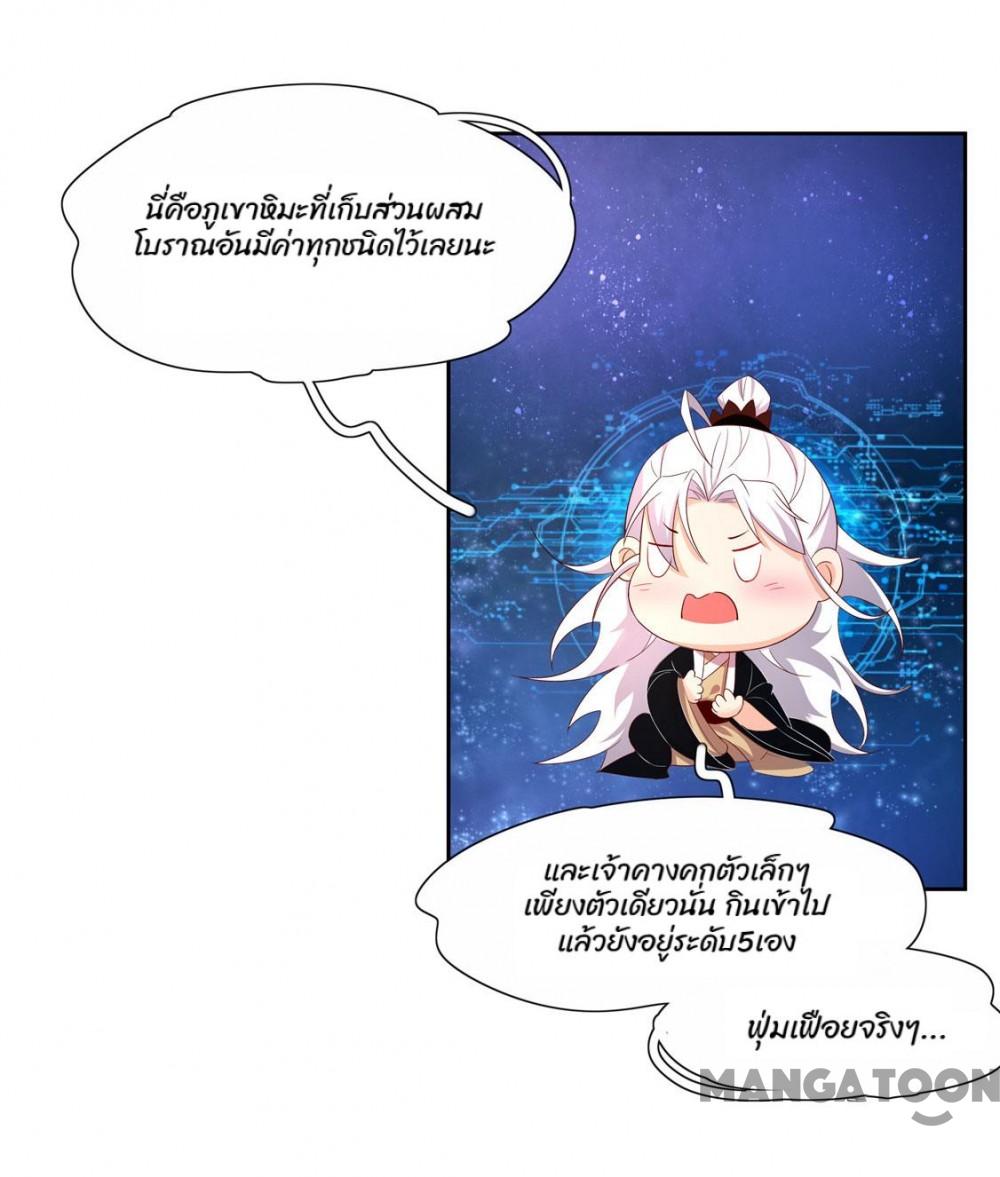 นี่คือภูเขาหิมะที่เก็บส่วนผสม
โบราณอันมีค่าทุกชนิดไว้เลยนะ
และเจ้าคางคกตัวเล็กๆ
เพียงตัวเดียวนั่น กินเข้าไป
แล้วยังอยู่ระดับ5เอง
ฟุ่มเฟือยจริงๆ...
MANGATOON